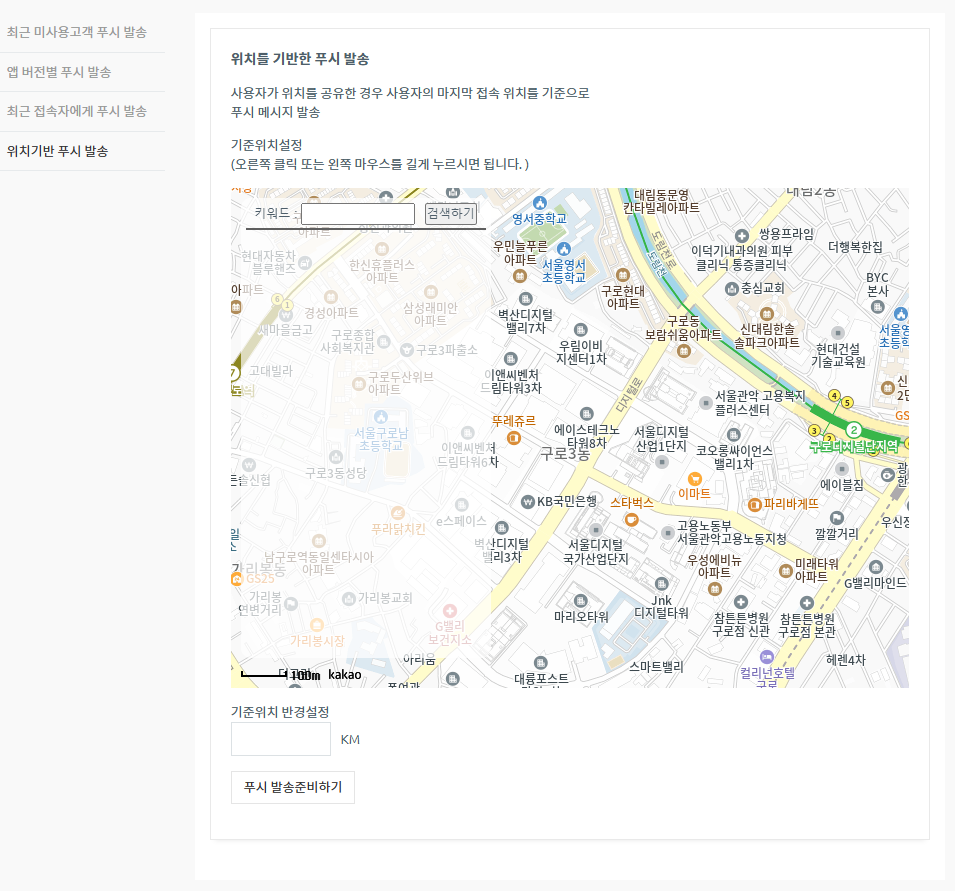 최근 미사용고객 푸시 발송
앱 버전별 푸시 발송
최근 접속자에게 푸시 발송
위치기반 푸시 발송
위치를 기반한 푸시 발송
사용자가 위치를 공유한 경우 사용자의 마지막 접속 위치를 기준으로
푸시 메시지 발송
기준위치설정
(오른쪽 클릭 또는 왼쪽 마우스를 길게 누르시면 됩니다. )
키워드 :
검색하기
아파트
대림2동
대림동문영
칸타빌레아파트
영서중학교
우민늘푸른
아파트
서울영서
초등학교
도림천로
도림천
쌍용프라임
이덕기내과의원 피부
클리닉 통증클리닉
더행복한집
BYC
본사
충심교회
현대자동차
블루핸즈
한신휴플러스
아파트
구로현대
아파트
경성아파트
삼성래미안
아파트
벽산디지털
밸리7차
구로동
보람쉬움아파트
신대림한솔
솔파크아파트
6
1
새마을금고
구로종합
사회복지관
구로3파출소
우림이비
지센터1차
현대건설
기술교육원
고대빌라
구로두산위브
아파트
이앤씨벤처
드림타워3차
디지털로
서울관악 고용복지
플러스센터
4
5
3
2
2
구로디지털단지역
7
서울구로남
초등학교
뚜레쥬르
에이스테크노
타워8차
구로3동
서울디지털
산업1단지
코오롱싸이언스
밸리1차
이앤씨벤처
드림타워6차
구로3동성당
에이블짐
이마트
KB국민은행
스타벅스
파리바게뜨
e스페이스
푸라닭치킨
깔깔거리
고용노동부
서울관악고용노동지청
벽산디지털
밸리3차
서울디지털
국가산업단지
남구로역동일센타시아
아파트
가리봉동
GS25
우성에비뉴
아파트
미래타워
아파트
G밸리마인드
가리봉
연변거리
가리봉교회
Jnk
디지털타워
마리오타워
참튼튼병원
구로점 신관
참튼튼병원
구로점 본관
G밸리
보건지소
가리봉시장
스마트밸리
헤렌4차
컬리넌호텔
구로
대륭포스트
100m
kakao
기준위치 반경설정
KM
푸시 발송준비하기